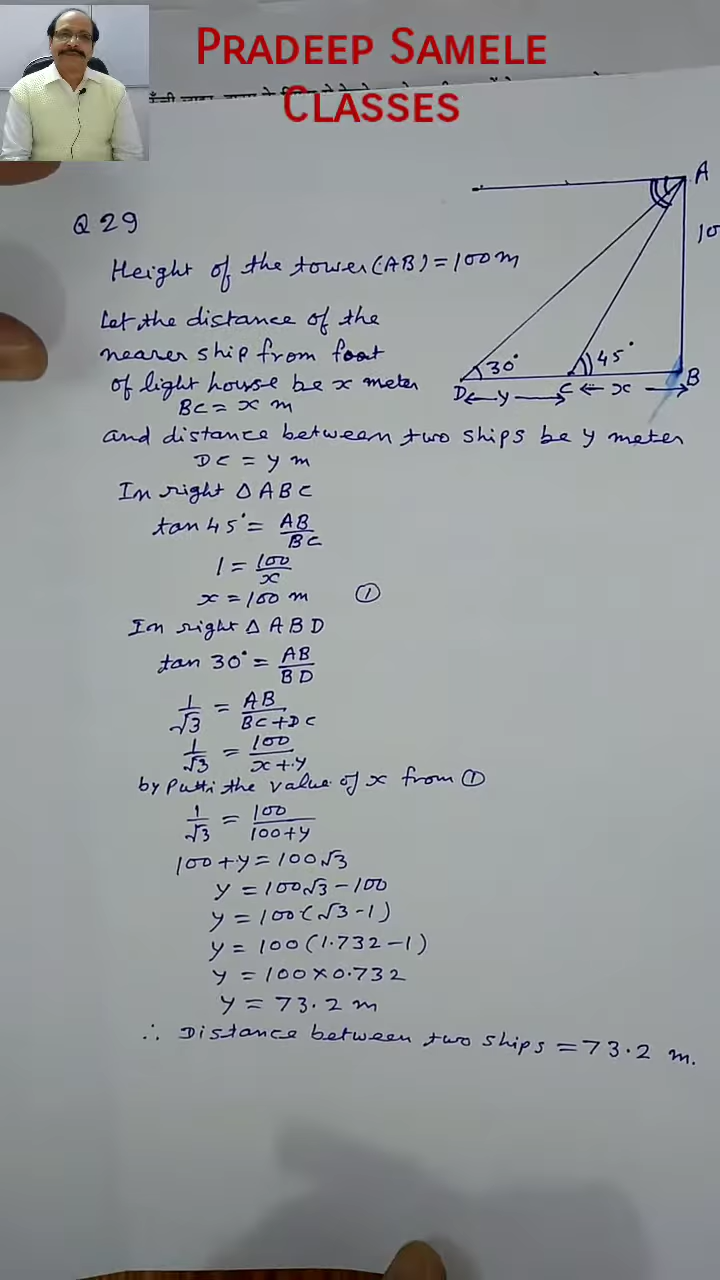 PRADEEP SAMELE
CLASSES
Q 29
Height of the tower (AB) = 100 m
Let the distance of the
nearer ship from foot
of light house be x meter
BC = x m
and distance between two ships be y meter
DC = y m
In right △ ABC
tan 45° = AB/BC
1 = 100/x
x = 100 m ①
In right △ ABD
tan 30° = AB/BD
1/√3 = AB/BC+DC
1/√3 = 100/x+y
by putti the value of x from ①
1/√3 = 100/100+y
100+y = 100√3
y = 100√3-100
y = 100(√3-1)
y = 100(1.732-1)
y = 100×0.732
y = 73.2 m
∴ Distance between two ships = 73.2 m.
A
10
30° 45°
D C B
y x